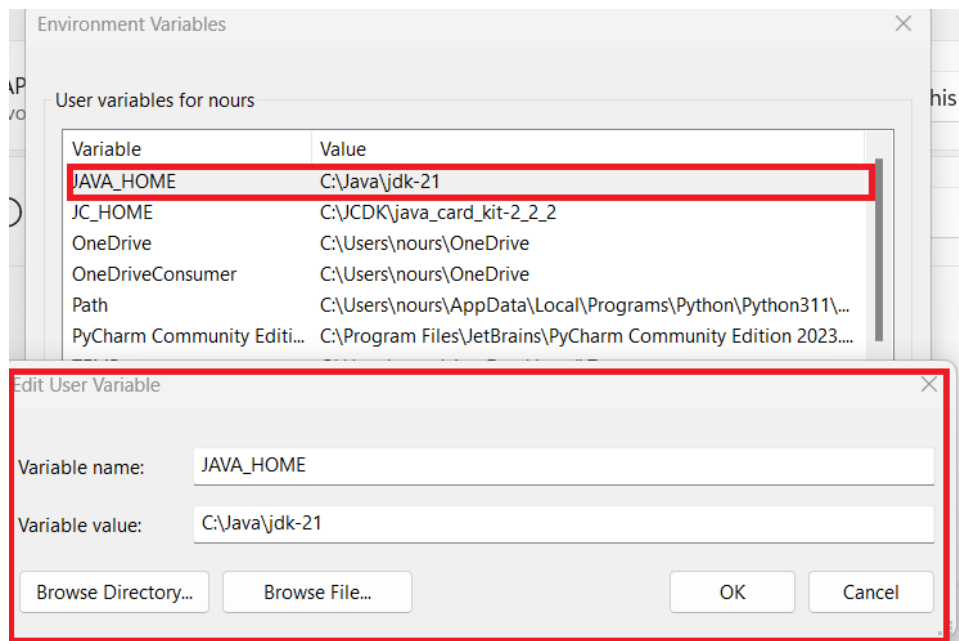 Environment Variables
User variables for nours
Variable Value
JAVA_HOME C:\Java\jdk-21
JC_HOME C:\JCDK\java_card_kit-2_2_2
OneDrive C:\Users\nours\OneDrive
OneDriveConsumer C:\Users\nours\OneDrive
Path C:\Users\nours\AppData\Local\Programs\Python\Python311\...
PyCharm Community Editi... C:\Program Files\JetBrains\PyCharm Community Edition 2023....
his
Edit User Variable
Variable name: JAVA_HOME
Variable value: C:\Java\jdk-21
Browse Directory... Browse File... OK Cancel